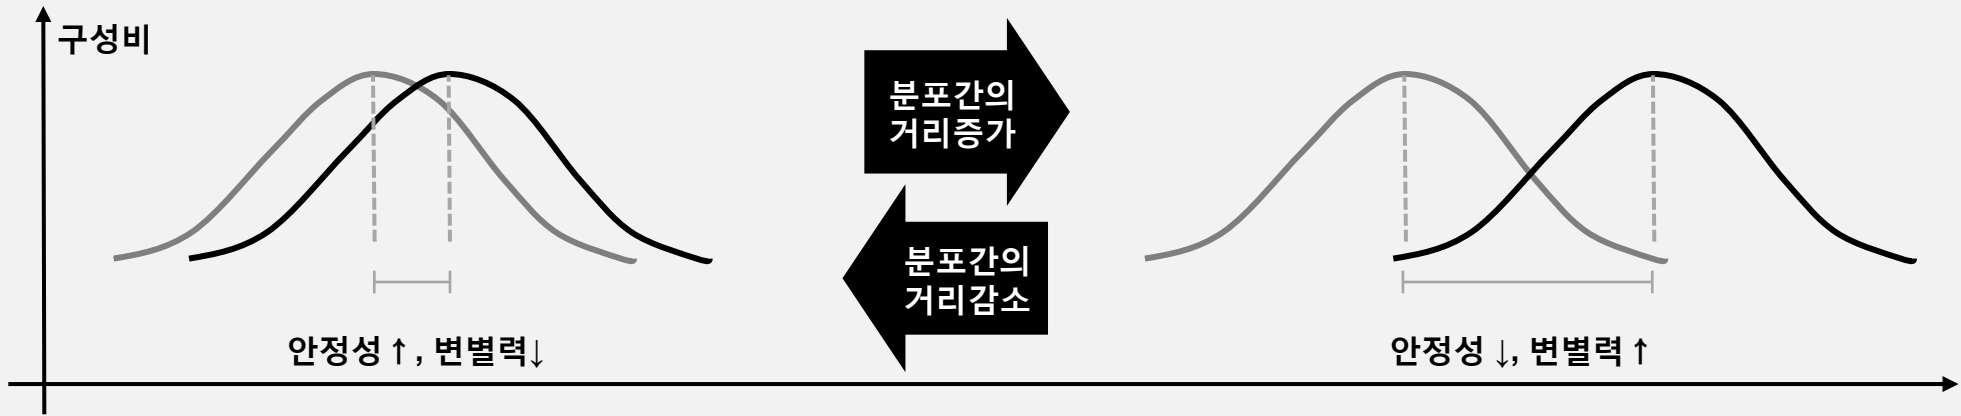 구성비
분포간의
거리증가
분포간의
거리감소
안정성↑, 변별력↓
안정성↓, 변별력↑